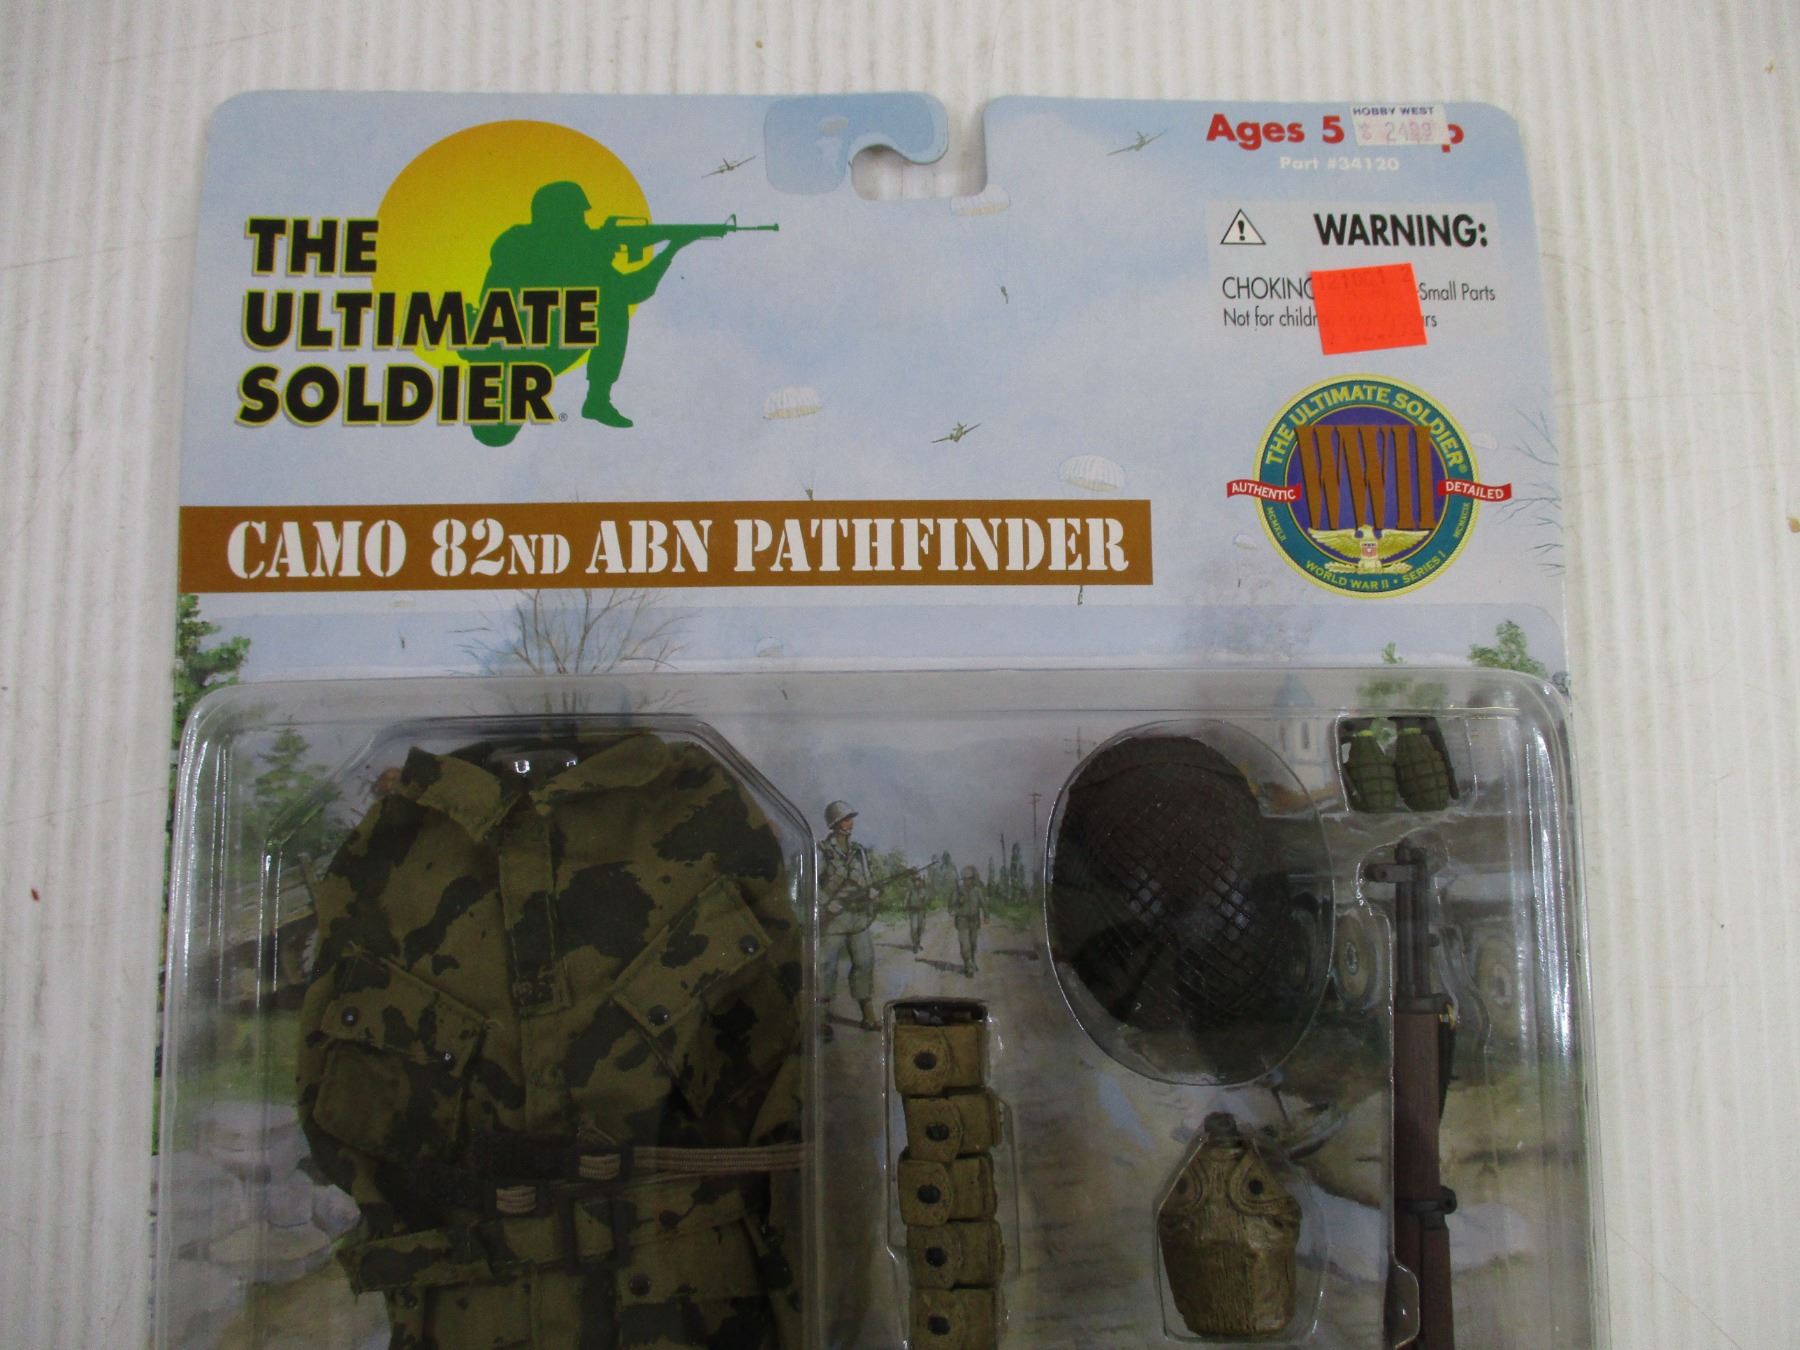 THE
ULTIMATE
SOLDIER®
HOBBY WEST
Ages 5
Part #34120
WARNING:
CHOKING Small Parts
Not for
THE ULTIMATE SOLDIER®
WWII
AUTHENTIC DETAILED
WORLD WAR II • SERIES I
CAMO 82ND ABN PATHFINDER